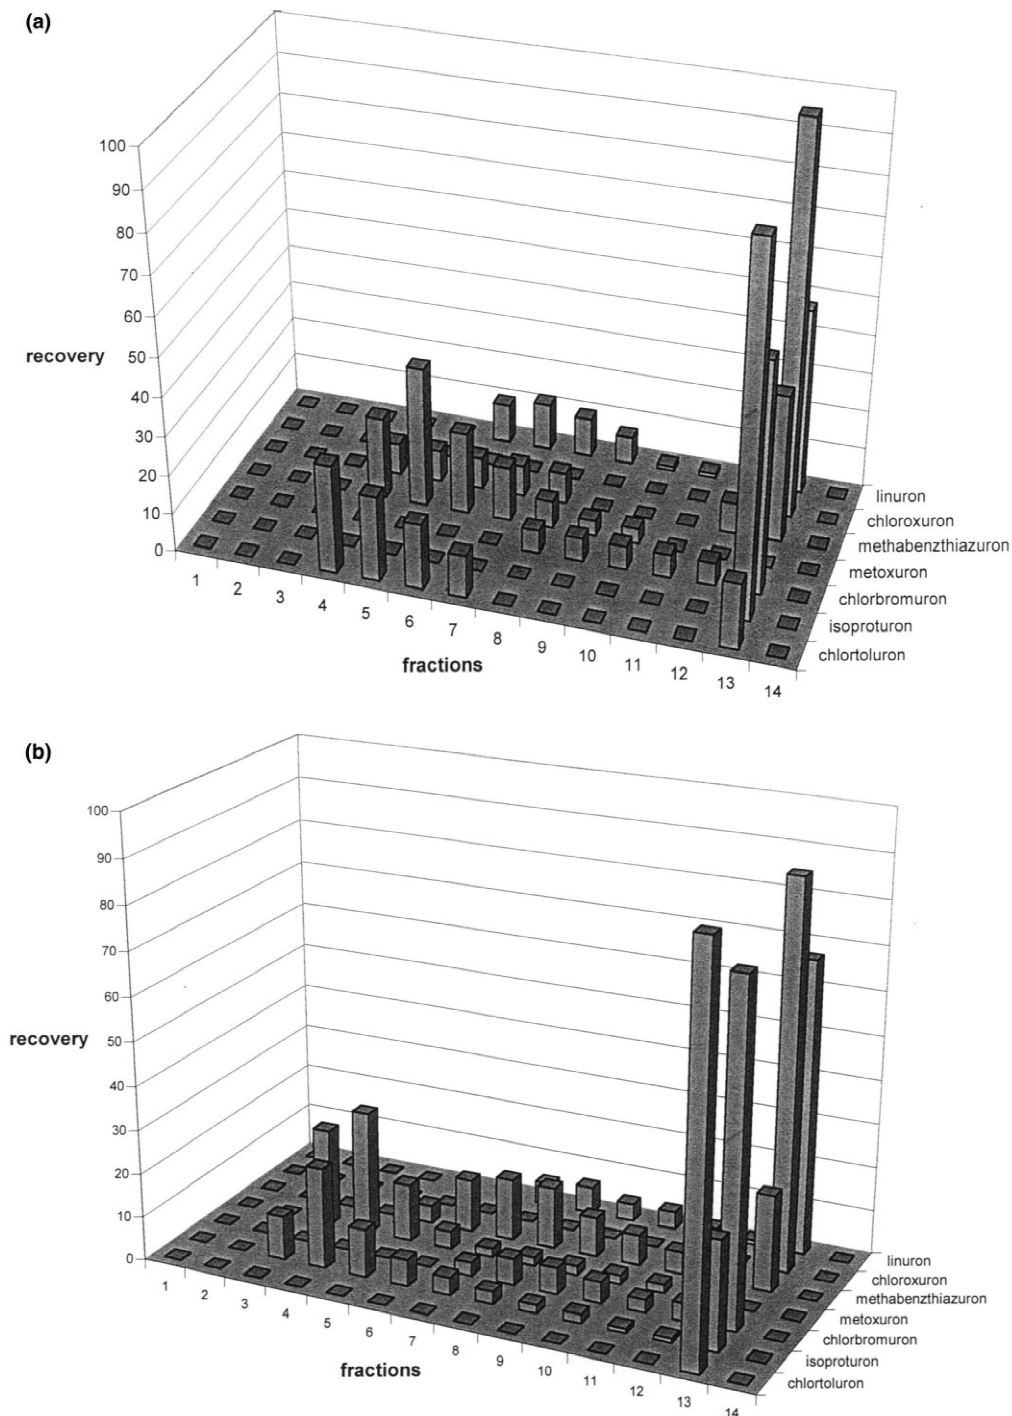 (a)
100
90
80
70
60
recovery
50
40
30
20
10
0
1
2
3
4
5
6
7
8
9
10
11
12
13
14
fractions
linuron
chloroxuron
methabenzthiazuron
metoxuron
chlorbromuron
isoproturon
chlortoluron
(b)
100
90
80
70
60
recovery
50
40
30
20
10
0
1
2
3
4
5
6
7
8
9
10
11
12
13
14
fractions
linuron
chloroxuron
methabenzthiazuron
metoxuron
chlorbromuron
isoproturon
chlortoluron